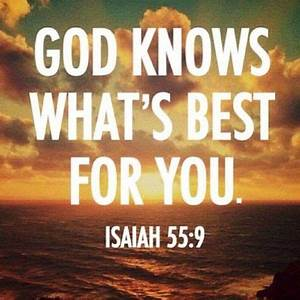 GOD KNOWS
WHAT'S BEST
FOR YOU.
ISAIAH 55:9